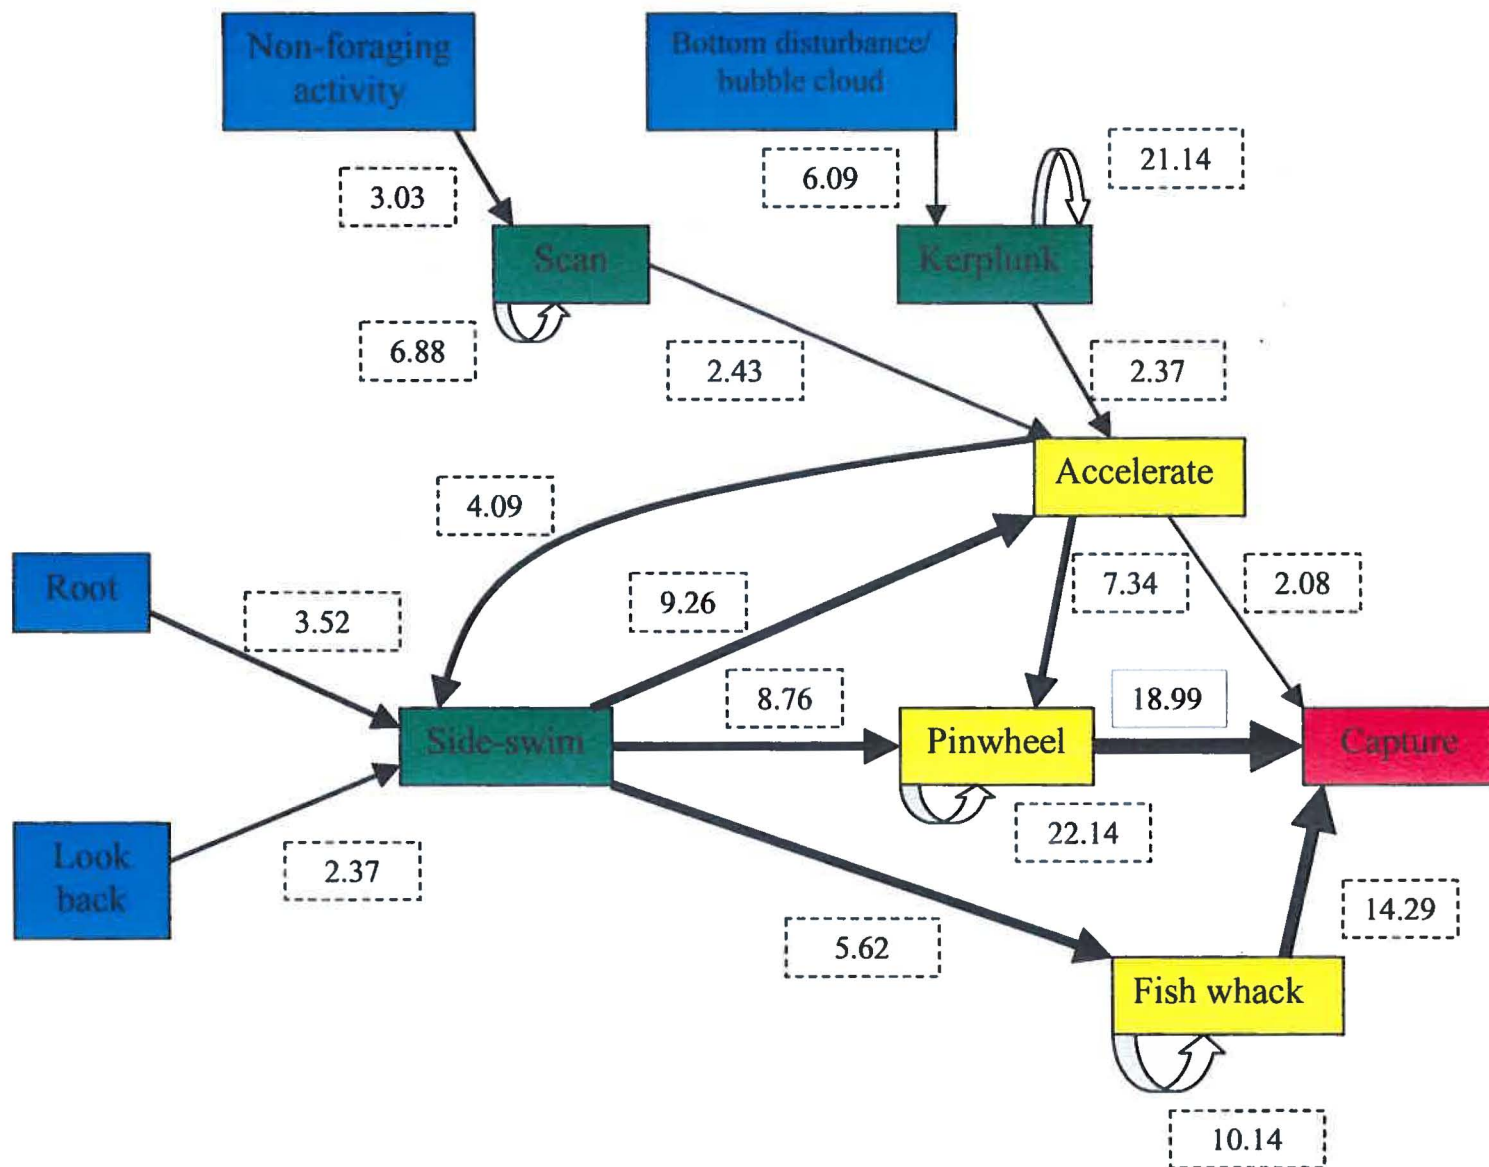 Non-foraging
activity
Bottom disturbance/
bubble cloud
3.03
6.09
21.14
Scan
Kerplunk
6.88
2.43
2.37
Accelerate
4.09
Root
3.52
9.26
7.34
2.08
8.76
18.99
Side-swim
Pinwheel
Capture
22.14
Look
back
2.37
5.62
14.29
Fish whack
10.14